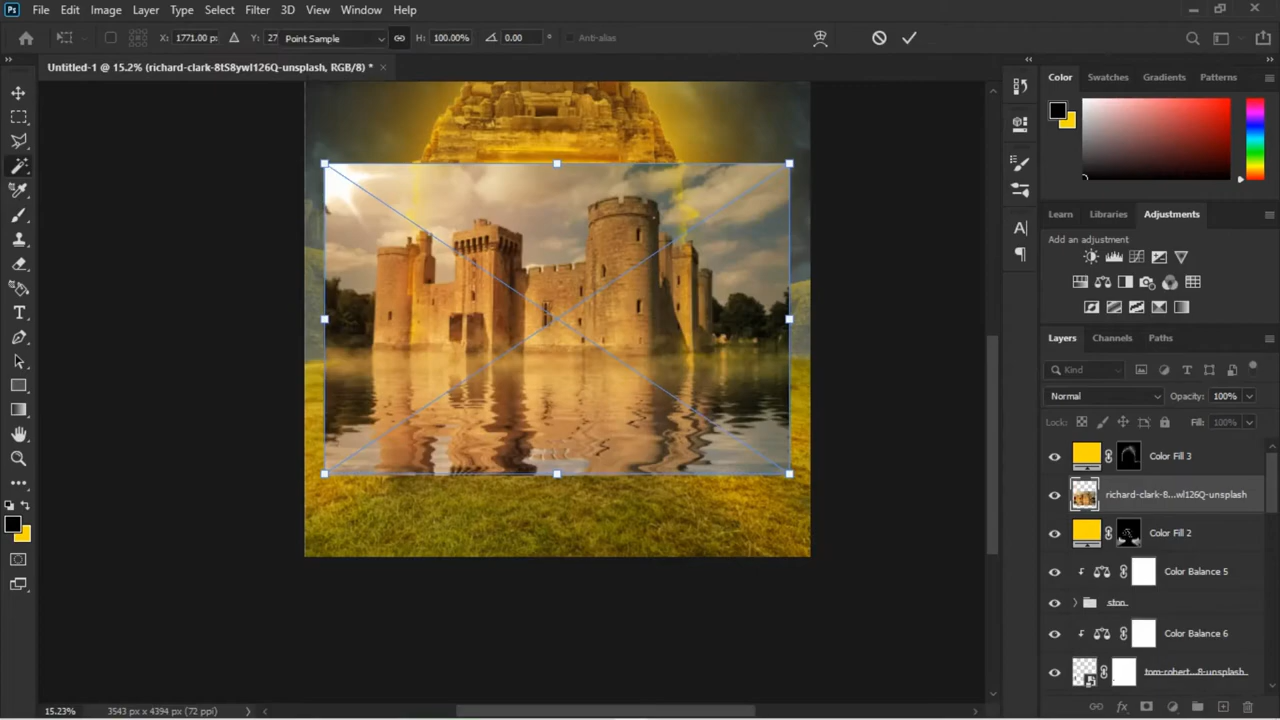 Ps File Edit Image Layer Type Select Filter 3D View Window Help
X: 1771.00 p: Y: 27 Point Sample H: 100.00% 0.00 ° Anti-alias
Untitled-1 @ 15.2% (richard-clark-8tS8ywl126Q-unsplash, RGB/8) *
Color Swatches Gradients Patterns
Learn Libraries Adjustments
Add an adjustment
Layers Channels Paths
Kind
Normal Opacity: 100%
Lock: Fill: 100%
Color Fill 3
richard-clark-8...wl126Q-unsplash
Color Fill 2
Color Balance 5
ston
Color Balance 6
tom-robert...8-unsplash
15.23% 3543 px x 4394 px (72 ppi)